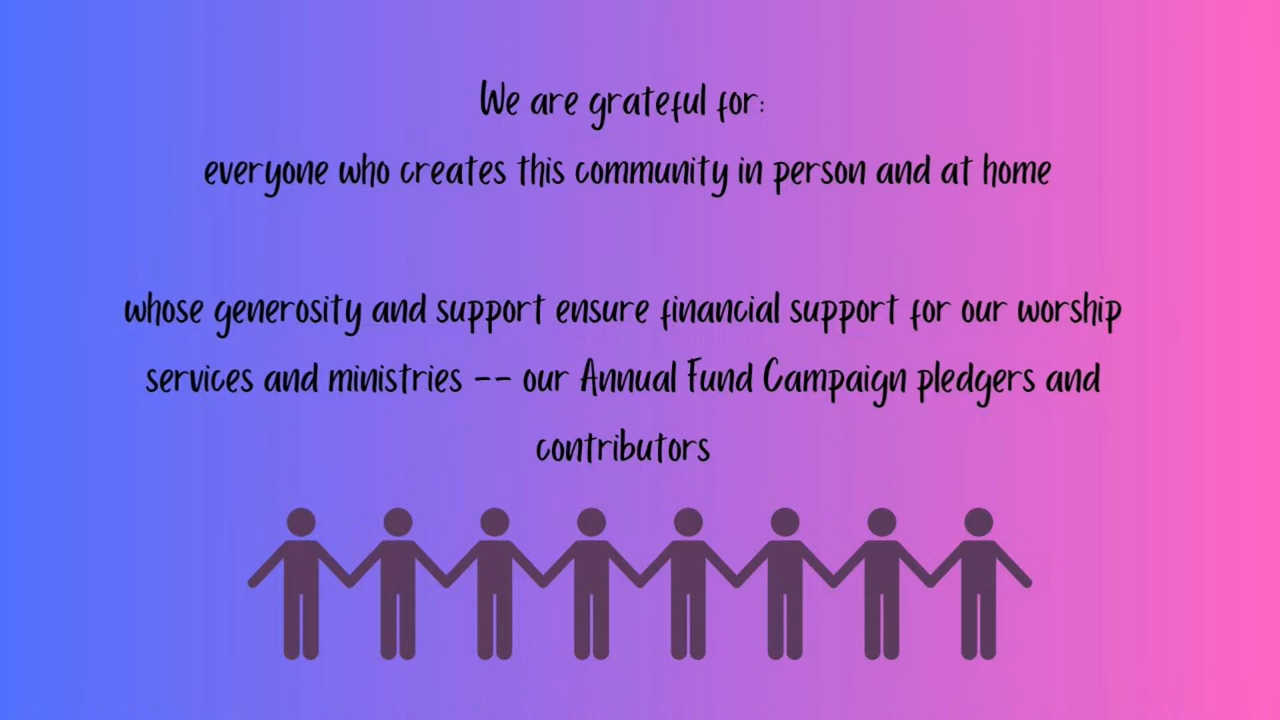 We are grateful for:
everyone who creates this community in person and at home
whose generosity and support ensure financial support for our worship
services and ministries -- our Annual Fund Campaign pledgers and
contributors